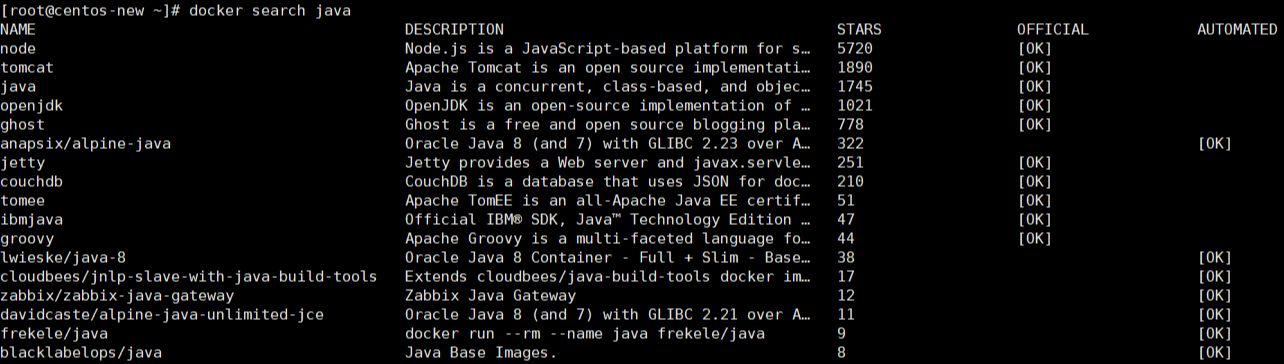 [root@centos-new ~]# docker search java
NAME DESCRIPTION STARS OFFICIAL AUTOMATED
node Node.js is a JavaScript-based platform for s… 5720 [OK]
tomcat Apache Tomcat is an open source implementati… 1890 [OK]
java Java is a concurrent, class-based, and objec… 1745 [OK]
openjdk OpenJDK is an open-source implementation of … 1021 [OK]
ghost Ghost is a free and open source blogging pla… 778 [OK]
anapsix/alpine-java Oracle Java 8 (and 7) with GLIBC 2.23 over A… 322 [OK]
jetty Jetty provides a Web server and javax.servle… 251 [OK]
couchdb CouchDB is a database that uses JSON for doc… 210 [OK]
tomee Apache TomEE is an all-Apache Java EE certif… 51 [OK]
ibmjava Official IBM® SDK, Java™ Technology Edition … 47 [OK]
groovy Apache Groovy is a multi-faceted language fo… 44 [OK]
lwieske/java-8 Oracle Java 8 Container - Full + Slim - Base… 38 [OK]
cloudbees/jnlp-slave-with-java-build-tools Extends cloudbees/java-build-tools docker im… 17 [OK]
zabbix/zabbix-java-gateway Zabbix Java Gateway 12 [OK]
davidcaste/alpine-java-unlimited-jce Oracle Java 8 (and 7) with GLIBC 2.21 over A… 11 [OK]
frekele/java docker run --rm --name java frekele/java 9 [OK]
blacklabelops/java Java Base Images. 8 [OK]